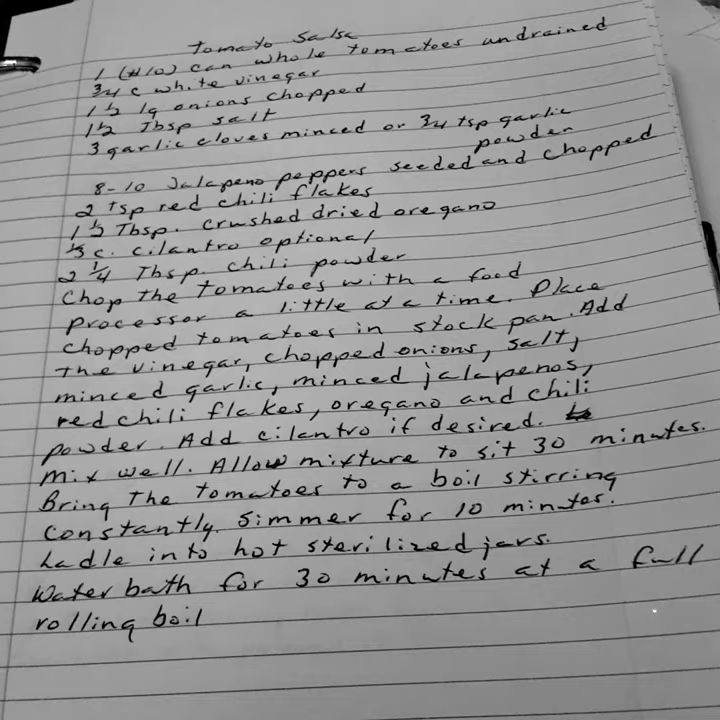 Tomato Salsa
1 (#10) can whole tomatoes undrained
3/4 c white vinegar
1 1/2 lg onions chopped
1 1/2 Tbsp salt
3 garlic cloves minced or 3/4 tsp garlic
powder
8-10 Jalapeno peppers seeded and chopped
2 tsp red chili flakes
1 1/2 Tbsp. crushed dried oregano
1/3 c. cilantro optional
2 1/4 Tbsp. chili powder
Chop the tomatoes with a food
processor a little at a time. Place
chopped tomatoes in stock pan. Add
the vinegar, chopped onions, salt,
minced garlic, minced jalapenos,
red chili flakes, oregano and chili
powder. Add cilantro if desired.
Mix well. Allow mixture to sit 30 minutes.
Bring the tomatoes to a boil stirring
constantly. Simmer for 10 minutes.
Ladle into hot sterilized jars.
Water bath for 30 minutes at a full
rolling boil